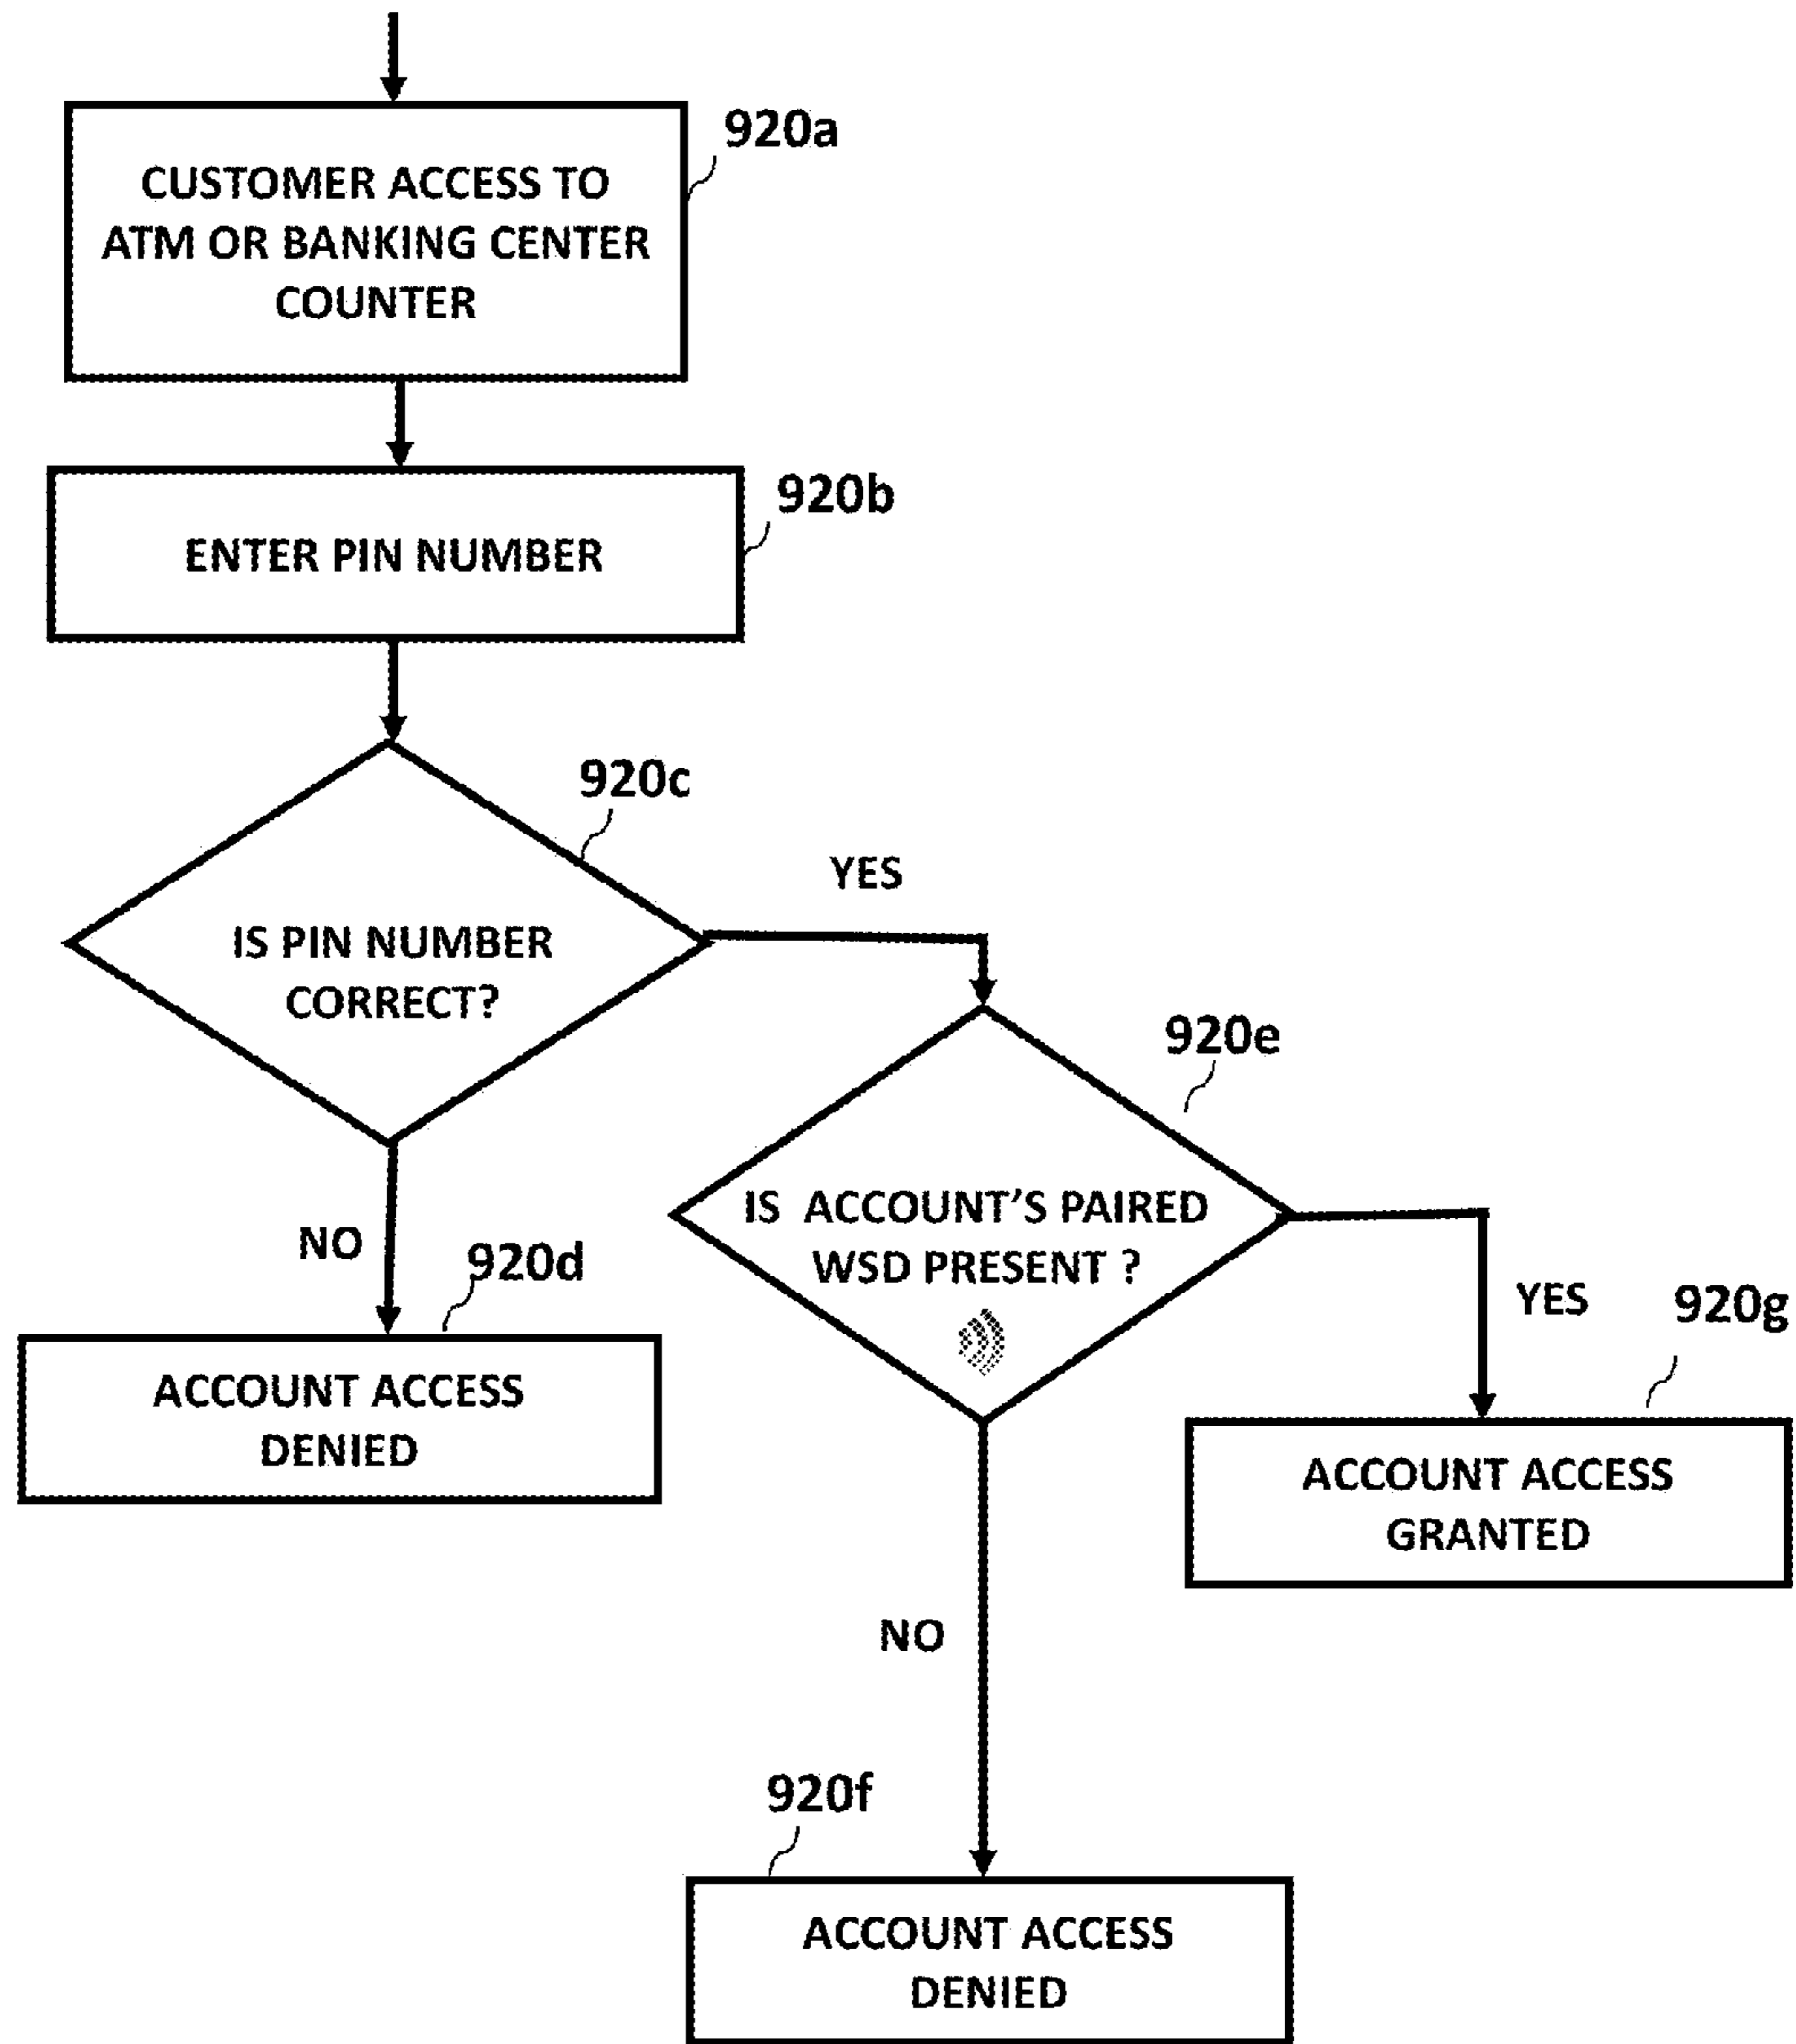 920a
CUSTOMER ACCESS TO
ATM OR BANKING CENTER
COUNTER
920b
ENTER PIN NUMBER
920c
IS PIN NUMBER
CORRECT?
YES
NO
920d
ACCOUNT ACCESS
DENIED
920e
IS ACCOUNT'S PAIRED
WSD PRESENT ?
YES
920g
ACCOUNT ACCESS
GRANTED
NO
920f
ACCOUNT ACCESS
DENIED